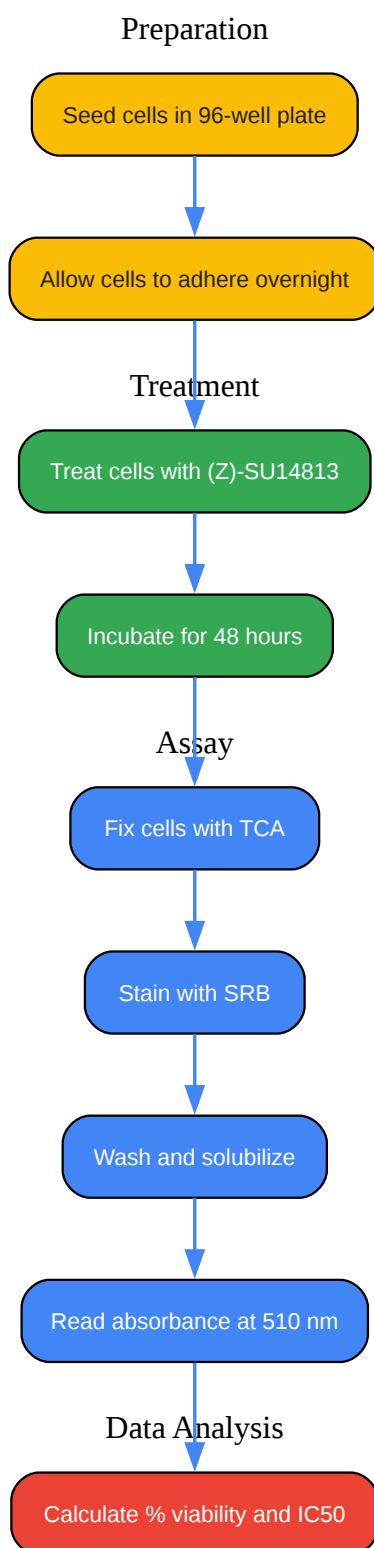 Preparation
Seed cells in 96-well plate
Allow cells to adhere overnight
Treatment
Treat cells with (Z)-SU14813
Incubate for 48 hours
Assay
Fix cells with TCA
Stain with SRB
Wash and solubilize
Read absorbance at 510 nm
Data Analysis
Calculate % viability and IC50